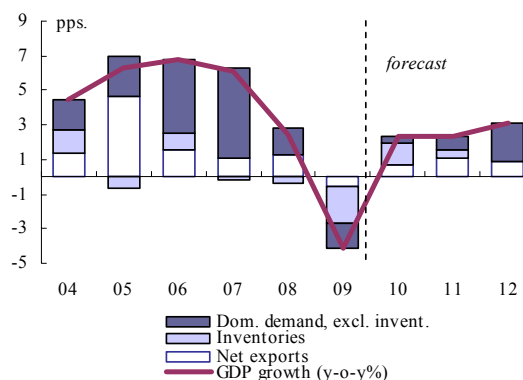 9
pps.
7
forecast
5
3
1
-1
-3
-5
04 05 06 07 08 09 10 11 12
Dom. demand, excl. invent.
Inventories
Net exports
GDP growth (y-o-y%)